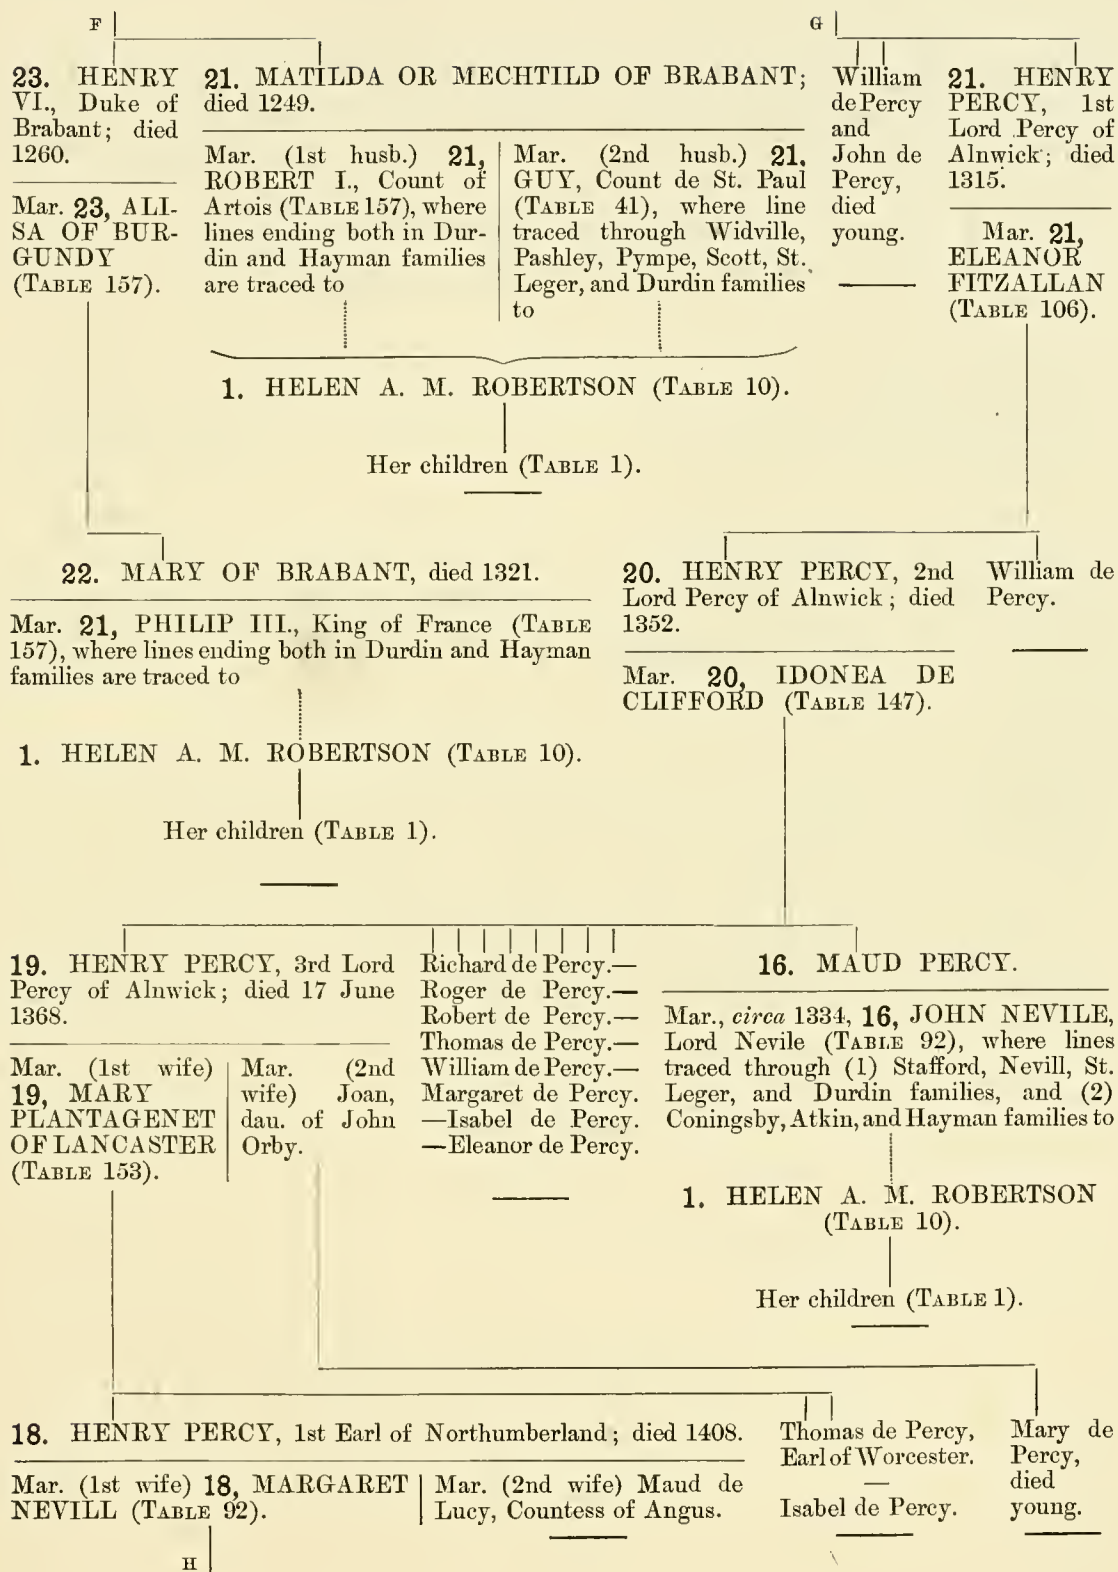 F
G
23. HENRY
VI., Duke of
Brabant; died
1260.
Mar. 23, ALI-
SA OF BUR-
GUNDY
(TABLE 157).
21. MATILDA OR MECHTILD OF BRABANT;
died 1249.
Mar. (1st husb.) 21,
ROBERT I., Count of
Artois (TABLE 157), where
lines ending both in Dur-
din and Hayman families
are traced to
Mar. (2nd husb.) 21,
GUY, Count de St. Paul
(TABLE 41), where line
traced through Widville,
Pashley, Pympe, Scott, St.
Leger, and Durdin families
to
William
de Percy
and
John de
Percy,
died
young.
21. HENRY
PERCY, 1st
Lord Percy of
Alnwick; died
1315.
Mar. 21,
ELEANOR
FITZALLAN
(TABLE 106).
1. HELEN A. M. ROBERTSON (TABLE 10).
Her children (TABLE 1).
22. MARY OF BRABANT, died 1321.
Mar. 21, PHILIP III., King of France (TABLE
157), where lines ending both in Durdin and Hayman
families are traced to
1. HELEN A. M. ROBERTSON (TABLE 10).
Her children (TABLE 1).
20. HENRY PERCY, 2nd
Lord Percy of Alnwick; died
1352.
Mar. 20, IDONEA DE
CLIFFORD (TABLE 147).
William de
Percy.
19. HENRY PERCY, 3rd Lord
Percy of Alnwick; died 17 June
1368.
Mar. (1st wife)
19, MARY
PLANTAGENET
OF LANCASTER
(TABLE 153).
Mar. (2nd
wife) Joan,
dau. of John
Orby.
Richard de Percy.—
Roger de Percy.—
Robert de Percy.—
Thomas de Percy.—
William de Percy.—
Margaret de Percy.
—Isabel de Percy.
—Eleanor de Percy.
16. MAUD PERCY.
Mar., circa 1334, 16, JOHN NEVILE,
Lord Nevile (TABLE 92), where lines
traced through (1) Stafford, Nevill, St.
Leger, and Durdin families, and (2)
Coningsby, Atkin, and Hayman families to
1. HELEN A. M. ROBERTSON
(TABLE 10).
Her children (TABLE 1).
18. HENRY PERCY, 1st Earl of Northumberland; died 1408.
Mar. (1st wife) 18, MARGARET
NEVILL (TABLE 92).
Mar. (2nd wife) Maud de
Lucy, Countess of Angus.
Thomas de Percy,
Earl of Worcester.
—
Isabel de Percy.
Mary de
Percy,
died
young.
H